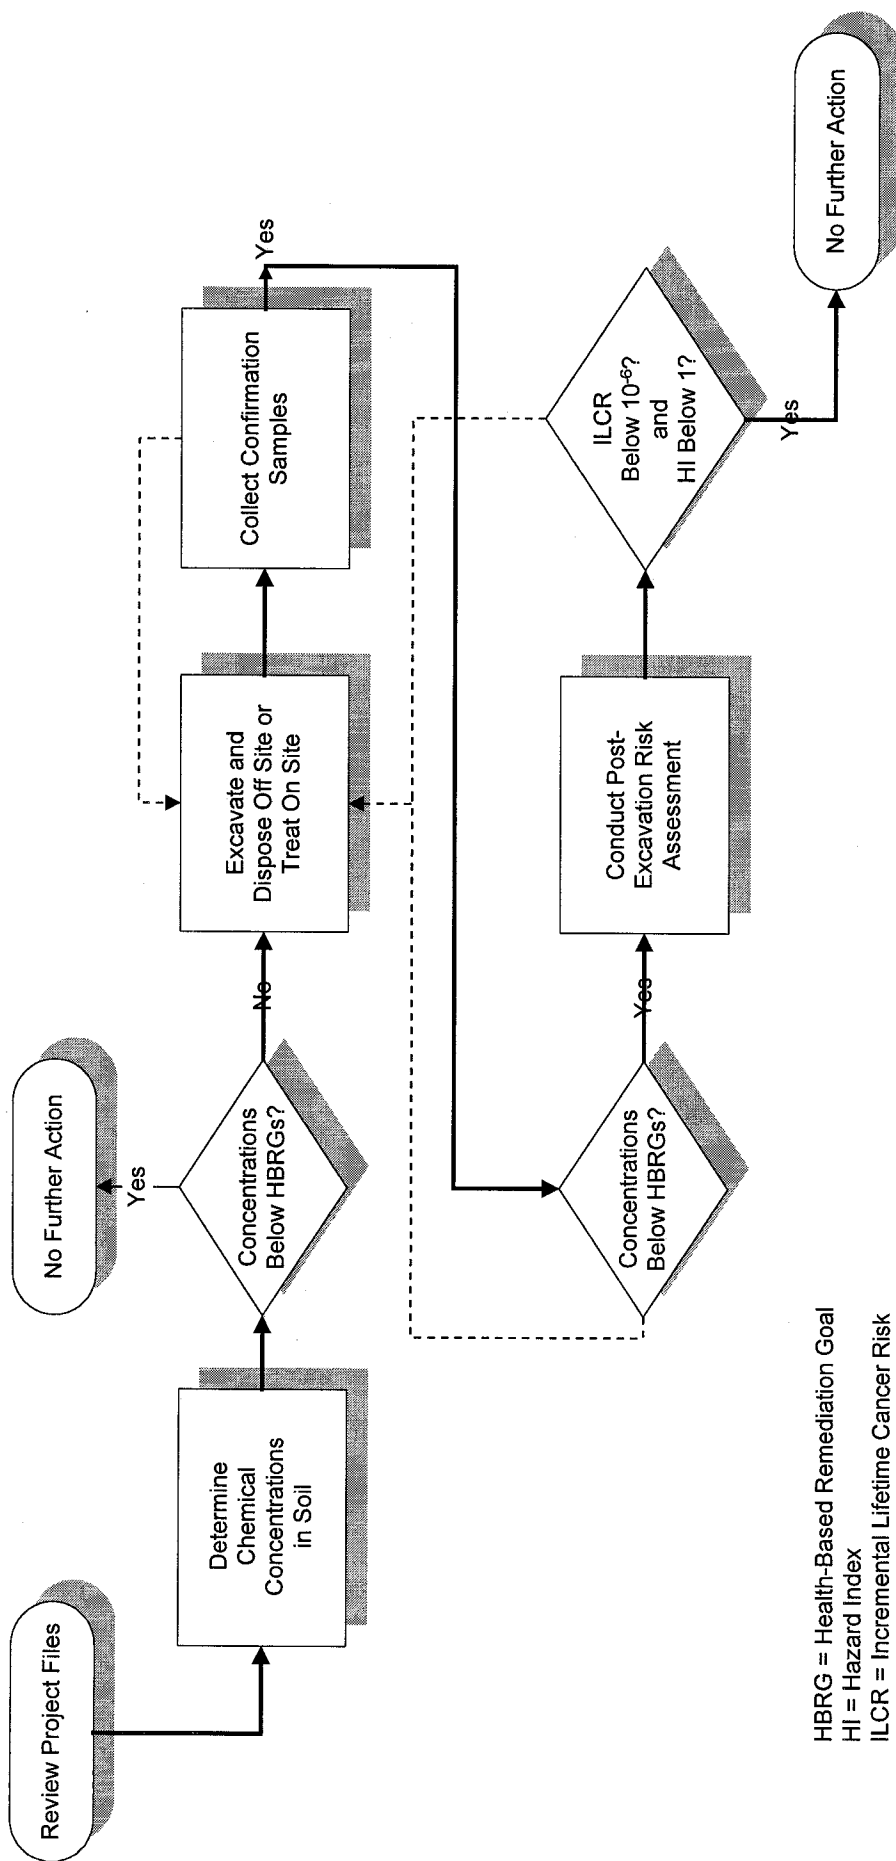 Review Project Files
Determine
Chemical
Concentrations
in Soil
Concentrations
Below HBRGs?
Yes
No Further Action
No
Excavate and
Dispose Off Site or
Treat On Site
Collect Confirmation
Samples
Yes
Concentrations
Below HBRGs?
Yes
Conduct Post-
Excavation Risk
Assessment
ILCR
Below 10⁻⁶?
and
HI Below 1?
Yes
No Further Action
HBRG = Health-Based Remediation Goal
HI = Hazard Index
ILCR = Incremental Lifetime Cancer Risk